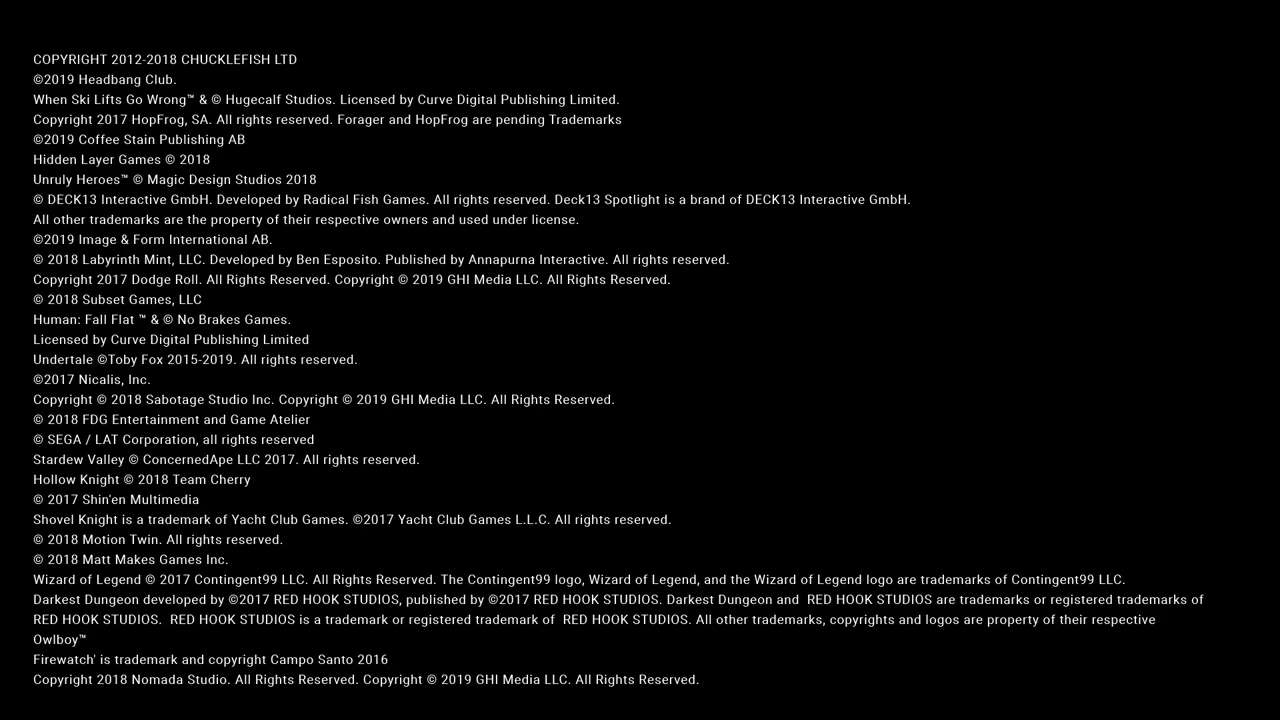 COPYRIGHT 2012-2018 CHUCKLEFISH LTD
©2019 Headbang Club.
When Ski Lifts Go Wrong™ & © Hugecalf Studios. Licensed by Curve Digital Publishing Limited.
Copyright 2017 HopFrog, SA. All rights reserved. Forager and HopFrog are pending Trademarks
©2019 Coffee Stain Publishing AB
Hidden Layer Games © 2018
Unruly Heroes™ © Magic Design Studios 2018
© DECK13 Interactive GmbH. Developed by Radical Fish Games. All rights reserved. Deck13 Spotlight is a brand of DECK13 Interactive GmbH.
All other trademarks are the property of their respective owners and used under license.
©2019 Image & Form International AB.
© 2018 Labyrinth Mint, LLC. Developed by Ben Esposito. Published by Annapurna Interactive. All rights reserved.
Copyright 2017 Dodge Roll. All Rights Reserved. Copyright © 2019 GHI Media LLC. All Rights Reserved.
© 2018 Subset Games, LLC
Human: Fall Flat ™ & © No Brakes Games.
Licensed by Curve Digital Publishing Limited
Undertale ©Toby Fox 2015-2019. All rights reserved.
©2017 Nicalis, Inc.
Copyright © 2018 Sabotage Studio Inc. Copyright © 2019 GHI Media LLC. All Rights Reserved.
© 2018 FDG Entertainment and Game Atelier
© SEGA / LAT Corporation, all rights reserved
Stardew Valley © ConcernedApe LLC 2017. All rights reserved.
Hollow Knight © 2018 Team Cherry
© 2017 Shin'en Multimedia
Shovel Knight is a trademark of Yacht Club Games. ©2017 Yacht Club Games L.L.C. All rights reserved.
© 2018 Motion Twin. All rights reserved.
© 2018 Matt Makes Games Inc.
Wizard of Legend © 2017 Contingent99 LLC. All Rights Reserved. The Contingent99 logo, Wizard of Legend, and the Wizard of Legend logo are trademarks of Contingent99 LLC.
Darkest Dungeon developed by ©2017 RED HOOK STUDIOS, published by ©2017 RED HOOK STUDIOS. Darkest Dungeon and  RED HOOK STUDIOS are trademarks or registered trademarks of
RED HOOK STUDIOS.  RED HOOK STUDIOS is a trademark or registered trademark of  RED HOOK STUDIOS. All other trademarks, copyrights and logos are property of their respective
Owlboy™
Firewatch' is trademark and copyright Campo Santo 2016
Copyright 2018 Nomada Studio. All Rights Reserved. Copyright © 2019 GHI Media LLC. All Rights Reserved.